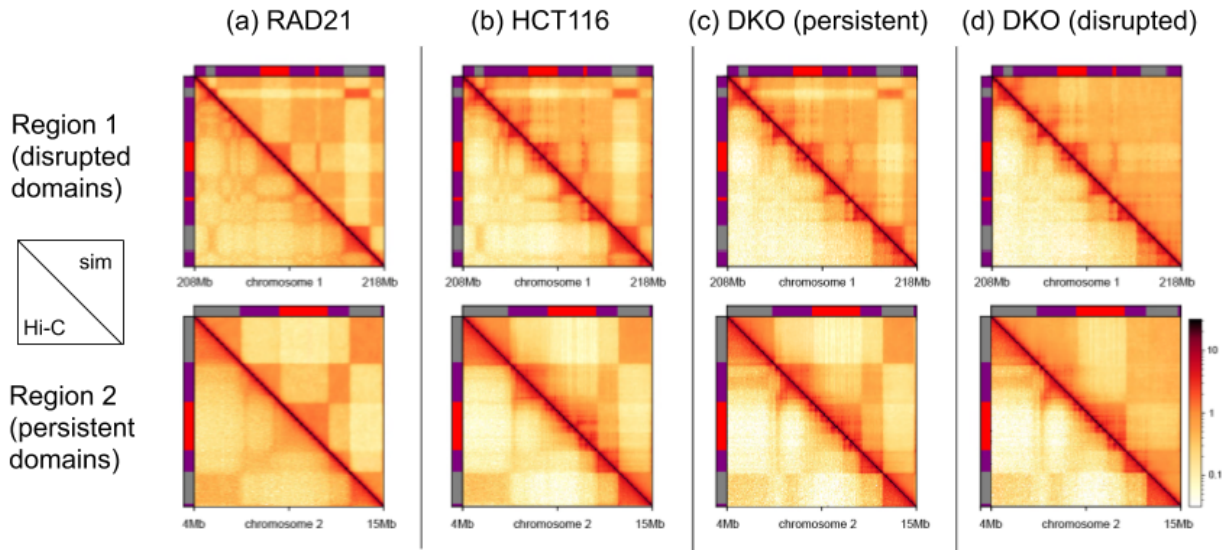 (a) RAD21
(b) HCT116
(c) DKO (persistent)
(d) DKO (disrupted)
Region 1
(disrupted
domains)
208Mb chromosome 1 218Mb
208Mb chromosome 1 218Mb
208Mb chromosome 1 218Mb
208Mb chromosome 1 218Mb
sim
Hi-C
Region 2
(persistent
domains)
10
1
0.1
4Mb chromosome 2 15Mb
4Mb chromosome 2 15Mb
4Mb chromosome 2 15Mb
4Mb chromosome 2 15Mb